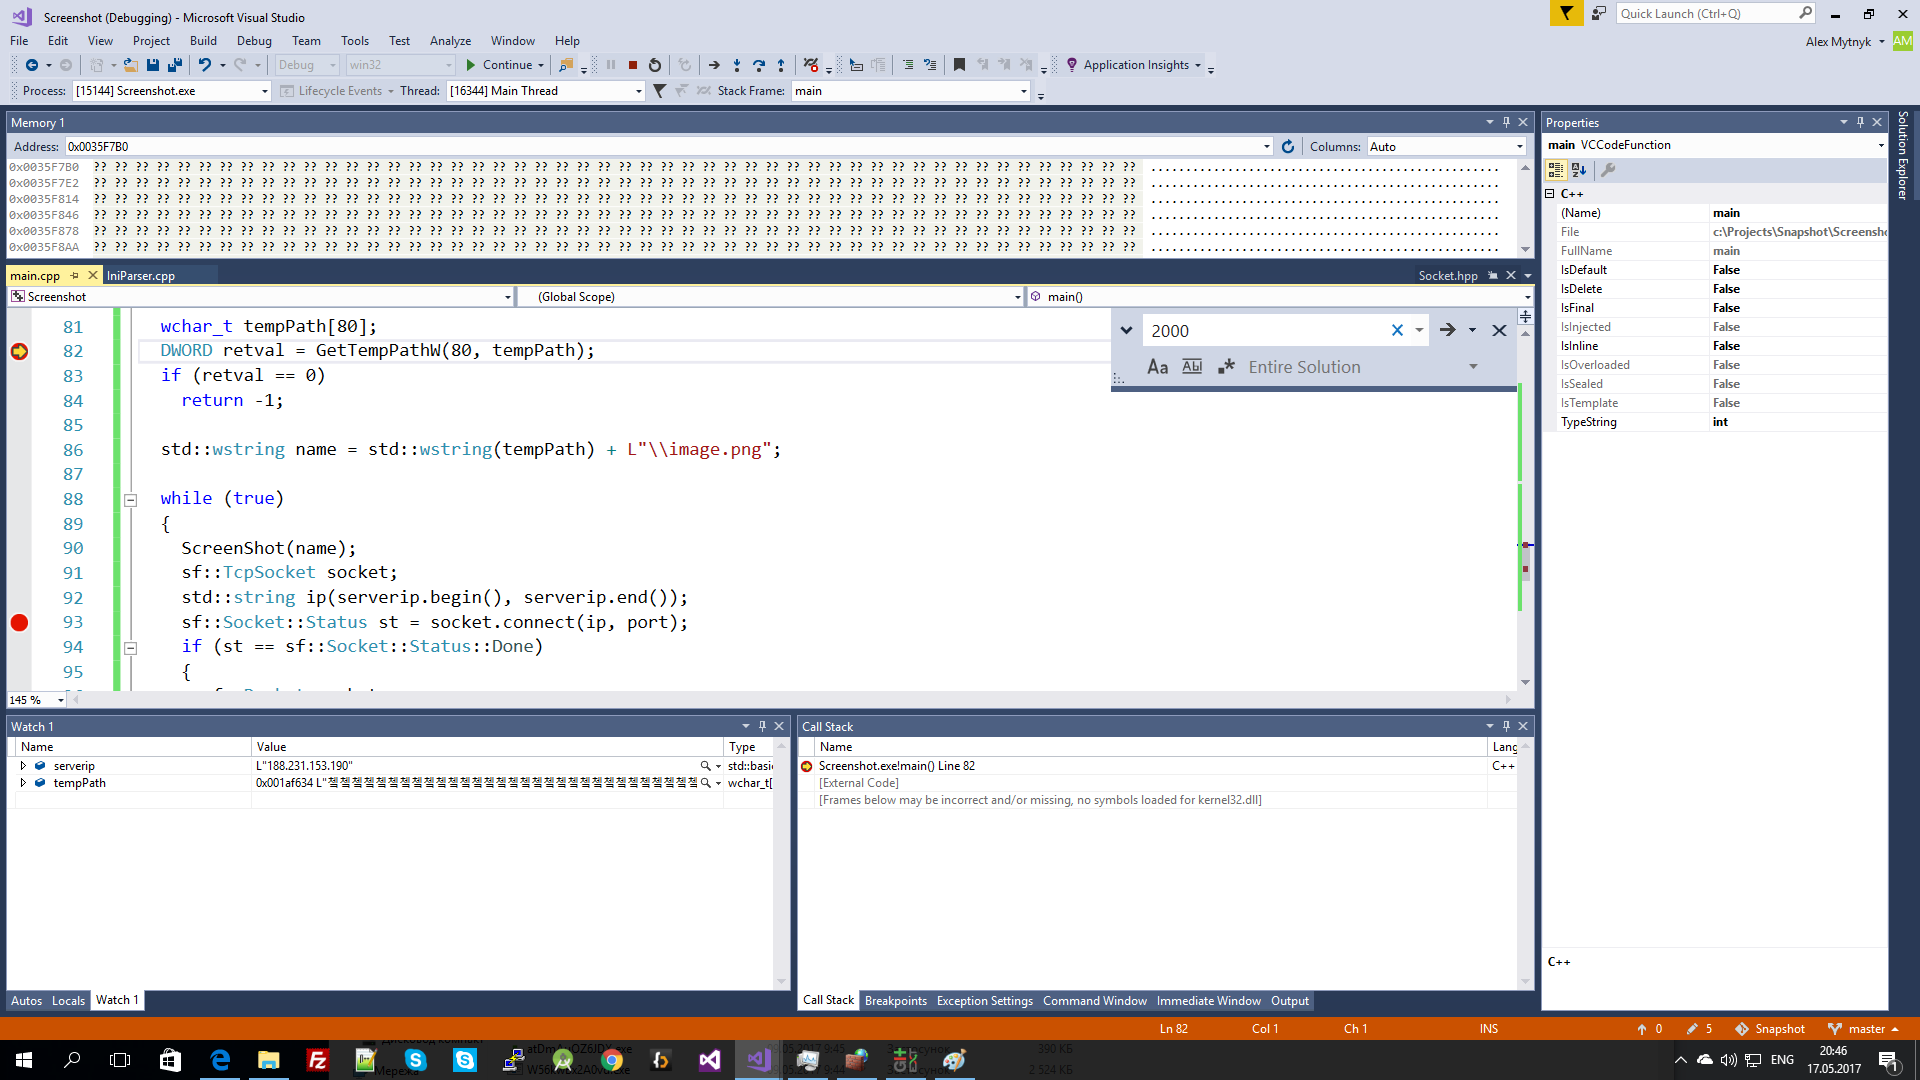 Screenshot (Debugging) - Microsoft Visual Studio
Quick Launch (Ctrl+Q)
File Edit View Project Build Debug Team Tools Test Analyze Window Help
Alex Mytnyk AM
Debug win32 Continue Application Insights
Process: [15144] Screenshot.exe Lifecycle Events Thread: [16344] Main Thread Stack Frame: main
Memory 1
Address: 0x0035F7B0 Columns: Auto
0x0035F7B0 ?? ?? ?? ?? ?? ?? ?? ?? ?? ?? ?? ?? ?? ?? ?? ?? ?? ?? ?? ?? ?? ?? ?? ?? ?? ?? ?? ?? ?? ?? ?? ?? ?? ?? ?? ?? ?? ?? ?? ?? ?? ?? ?? ?? ?? ?? ?? ?? ?? ?? ..................................................
0x0035F7E2 ?? ?? ?? ?? ?? ?? ?? ?? ?? ?? ?? ?? ?? ?? ?? ?? ?? ?? ?? ?? ?? ?? ?? ?? ?? ?? ?? ?? ?? ?? ?? ?? ?? ?? ?? ?? ?? ?? ?? ?? ?? ?? ?? ?? ?? ?? ?? ?? ?? ?? ..................................................
0x0035F814 ?? ?? ?? ?? ?? ?? ?? ?? ?? ?? ?? ?? ?? ?? ?? ?? ?? ?? ?? ?? ?? ?? ?? ?? ?? ?? ?? ?? ?? ?? ?? ?? ?? ?? ?? ?? ?? ?? ?? ?? ?? ?? ?? ?? ?? ?? ?? ?? ?? ?? ..................................................
0x0035F846 ?? ?? ?? ?? ?? ?? ?? ?? ?? ?? ?? ?? ?? ?? ?? ?? ?? ?? ?? ?? ?? ?? ?? ?? ?? ?? ?? ?? ?? ?? ?? ?? ?? ?? ?? ?? ?? ?? ?? ?? ?? ?? ?? ?? ?? ?? ?? ?? ?? ?? ..................................................
0x0035F878 ?? ?? ?? ?? ?? ?? ?? ?? ?? ?? ?? ?? ?? ?? ?? ?? ?? ?? ?? ?? ?? ?? ?? ?? ?? ?? ?? ?? ?? ?? ?? ?? ?? ?? ?? ?? ?? ?? ?? ?? ?? ?? ?? ?? ?? ?? ?? ?? ?? ?? ..................................................
0x0035F8AA ?? ?? ?? ?? ?? ?? ?? ?? ?? ?? ?? ?? ?? ?? ?? ?? ?? ?? ?? ?? ?? ?? ?? ?? ?? ?? ?? ?? ?? ?? ?? ?? ?? ?? ?? ?? ?? ?? ?? ?? ?? ?? ?? ?? ?? ?? ?? ?? ?? ?? ..................................................
main.cpp IniParser.cpp Socket.hpp
Screenshot (Global Scope) main()
81 wchar_t tempPath[80];
82 DWORD retval = GetTempPathW(80, tempPath);
83 if (retval == 0)
84 return -1;
85
86 std::wstring name = std::wstring(tempPath) + L"\\image.png";
87
88 while (true)
89 {
90 ScreenShot(name);
91 sf::TcpSocket socket;
92 std::string ip(serverip.begin(), serverip.end());
93 sf::Socket::Status st = socket.connect(ip, port);
94 if (st == sf::Socket::Status::Done)
95 {
2000
Aa Abl .* Entire Solution
145 %
Properties
main VCCodeFunction
C++
(Name) main
File c:\Projects\Snapshot\Screensho
FullName main
IsDefault False
IsDelete False
IsFinal False
IsInjected False
IsInline False
IsOverloaded False
IsSealed False
IsTemplate False
TypeString int
C++
Solution Explorer
Watch 1
Name Value Type
serverip L"188.231.153.190" std::basic
tempPath 0x001af634 L" wchar_t[
Autos Locals Watch 1
Call Stack
Name Lang
Screenshot.exe!main() Line 82 C++
[External Code]
[Frames below may be incorrect and/or missing, no symbols loaded for kernel32.dll]
Call Stack Breakpoints Exception Settings Command Window Immediate Window Output
Ln 82 Col 1 Ch 1 INS 0 5 Snapshot master
ENG 20:46
17.05.2017
390 КБ
2 524 КБ